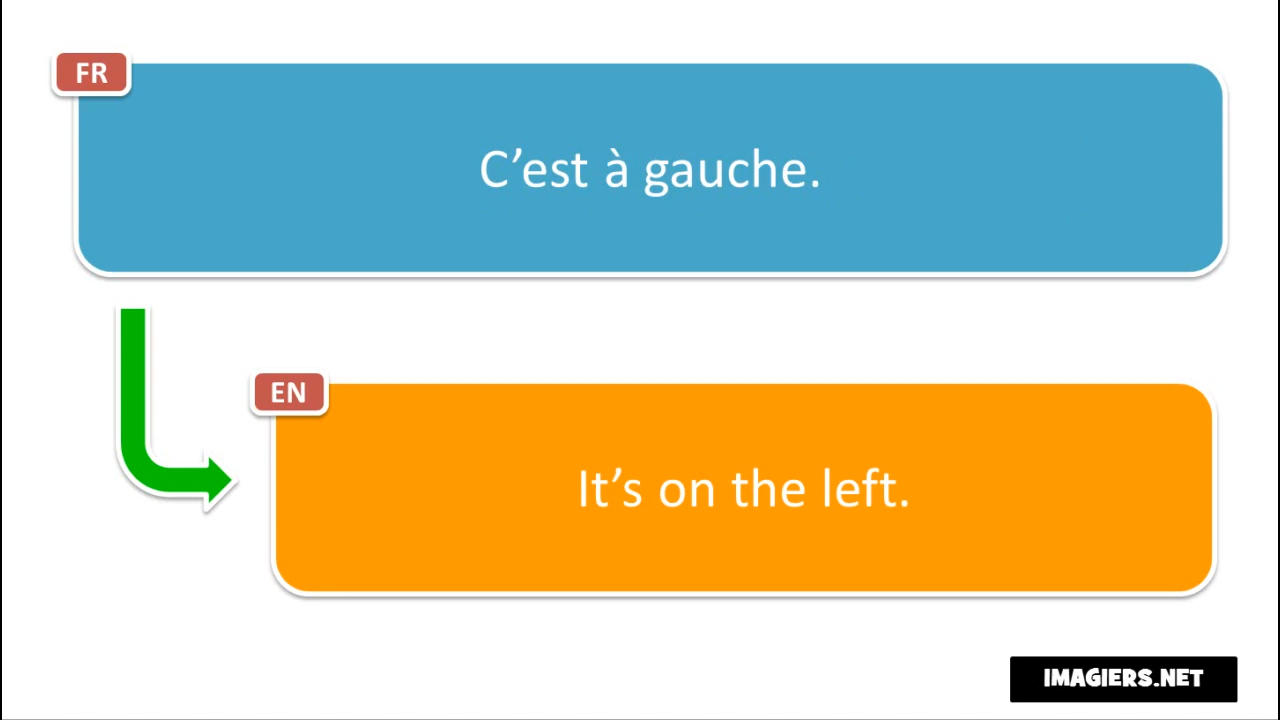 FR
C’est à gauche.
EN
It’s on the left.
IMAGIERS.NET